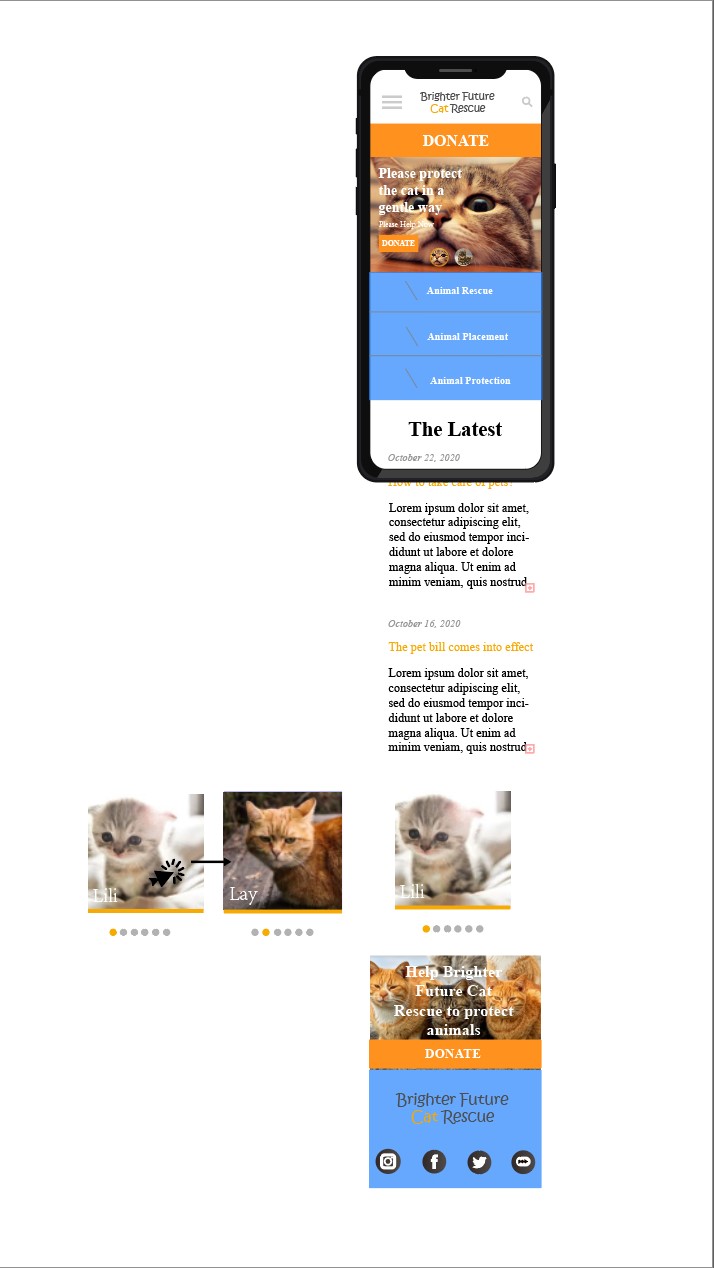 Brighter Future
Cat Rescue
DONATE
Please protect
the cat in a
gentle way
Please Help Now
DONATE
Animal Rescue
Animal Placement
Animal Protection
The Latest
October 22, 2020
How to take care of pets?
Lorem ipsum dolor sit amet,
consectetur adipiscing elit,
sed do eiusmod tempor inci-
didunt ut labore et dolore
magna aliqua. Ut enim ad
minim veniam, quis nostrud
October 16, 2020
The pet bill comes into effect
Lorem ipsum dolor sit amet,
consectetur adipiscing elit,
sed do eiusmod tempor inci-
didunt ut labore et dolore
magna aliqua. Ut enim ad
minim veniam, quis nostrud
Lili
Lay
Lili
Help Brighter
Future Cat
Rescue to protect
animals
DONATE
Brighter Future
Cat Rescue